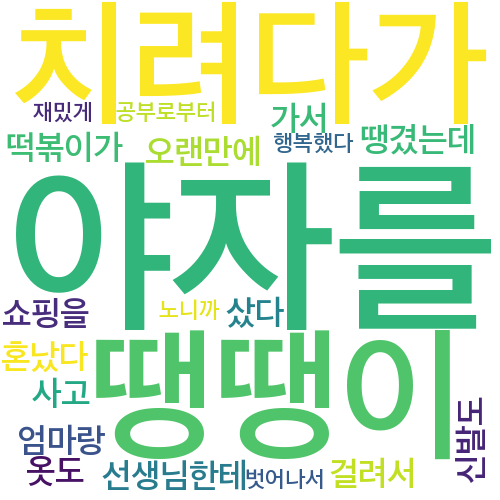 치려다가
재밌게 공부로부터 가서
떡볶이가 오랜만에 행복했다 땡겼는데
야자를
쇼핑을 노니까 샀다
혼났다 땡땡이
사고
엄마랑 신발도
옷도 선생님한테 벗어나서 걸려서